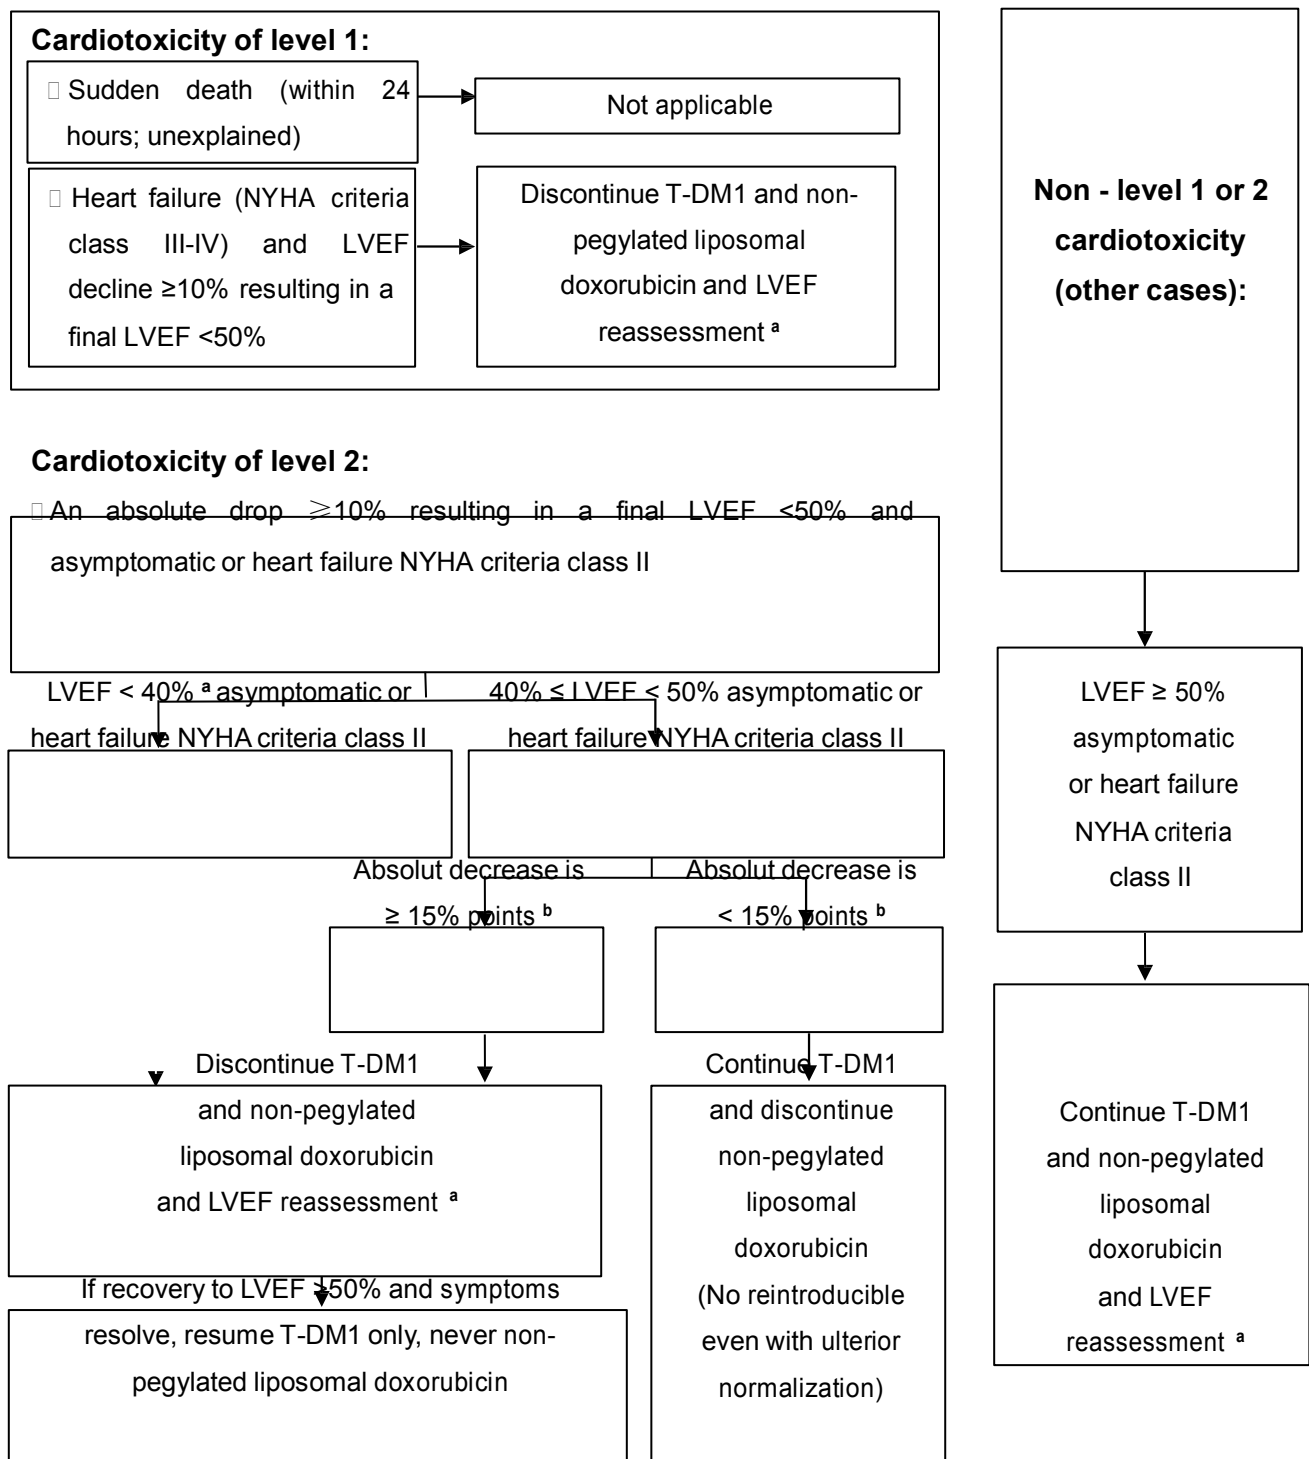 Cardiotoxicity of level 1:
Sudden death (within 24
hours; unexplained)
Not applicable
Heart failure (NYHA criteria
class III-IV) and LVEF
decline ≥10% resulting in a
final LVEF <50%
Discontinue T-DM1 and non-
pegylated liposomal
doxorubicin and LVEF
reassessment a
Cardiotoxicity of level 2:
An absolute drop ≥10% resulting in a final LVEF <50% and
asymptomatic or heart failure NYHA criteria class II
LVEF < 40% a asymptomatic or
heart failure NYHA criteria class II
40% ≤ LVEF < 50% asymptomatic or
heart failure NYHA criteria class II
Absolut decrease is
≥ 15% points b
Absolut decrease is
< 15% points b
Discontinue T-DM1
and non-pegylated
liposomal doxorubicin
and LVEF reassessment a
If recovery to LVEF ≥50% and symptoms
resolve, resume T-DM1 only, never non-
pegylated liposomal doxorubicin
Continue T-DM1
and discontinue
non-pegylated
liposomal
doxorubicin
(No reintroducible
even with ulterior
normalization)
Non - level 1 or 2
cardiotoxicity
(other cases):
LVEF ≥ 50%
asymptomatic
or heart failure
NYHA criteria
class II
Continue T-DM1
and non-pegylated
liposomal
doxorubicin
and LVEF
reassessment a